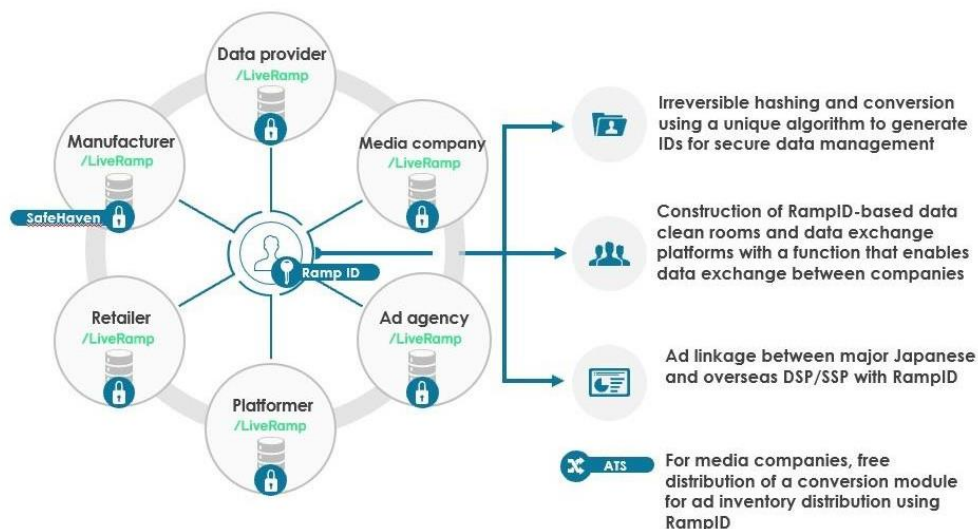 Data provider
/LiveRamp
Manufacturer
/LiveRamp
Media company
/LiveRamp
SafeHaven
Ramp ID
Retailer
/LiveRamp
Ad agency
/LiveRamp
Platformer
/LiveRamp
Irreversible hashing and conversion
using a unique algorithm to generate
IDs for secure data management
Construction of RampID-based data
clean rooms and data exchange
platforms with a function that enables
data exchange between companies
Ad linkage between major Japanese
and overseas DSP/SSP with RampID
ATS
For media companies, free
distribution of a conversion module
for ad inventory distribution using
RampID